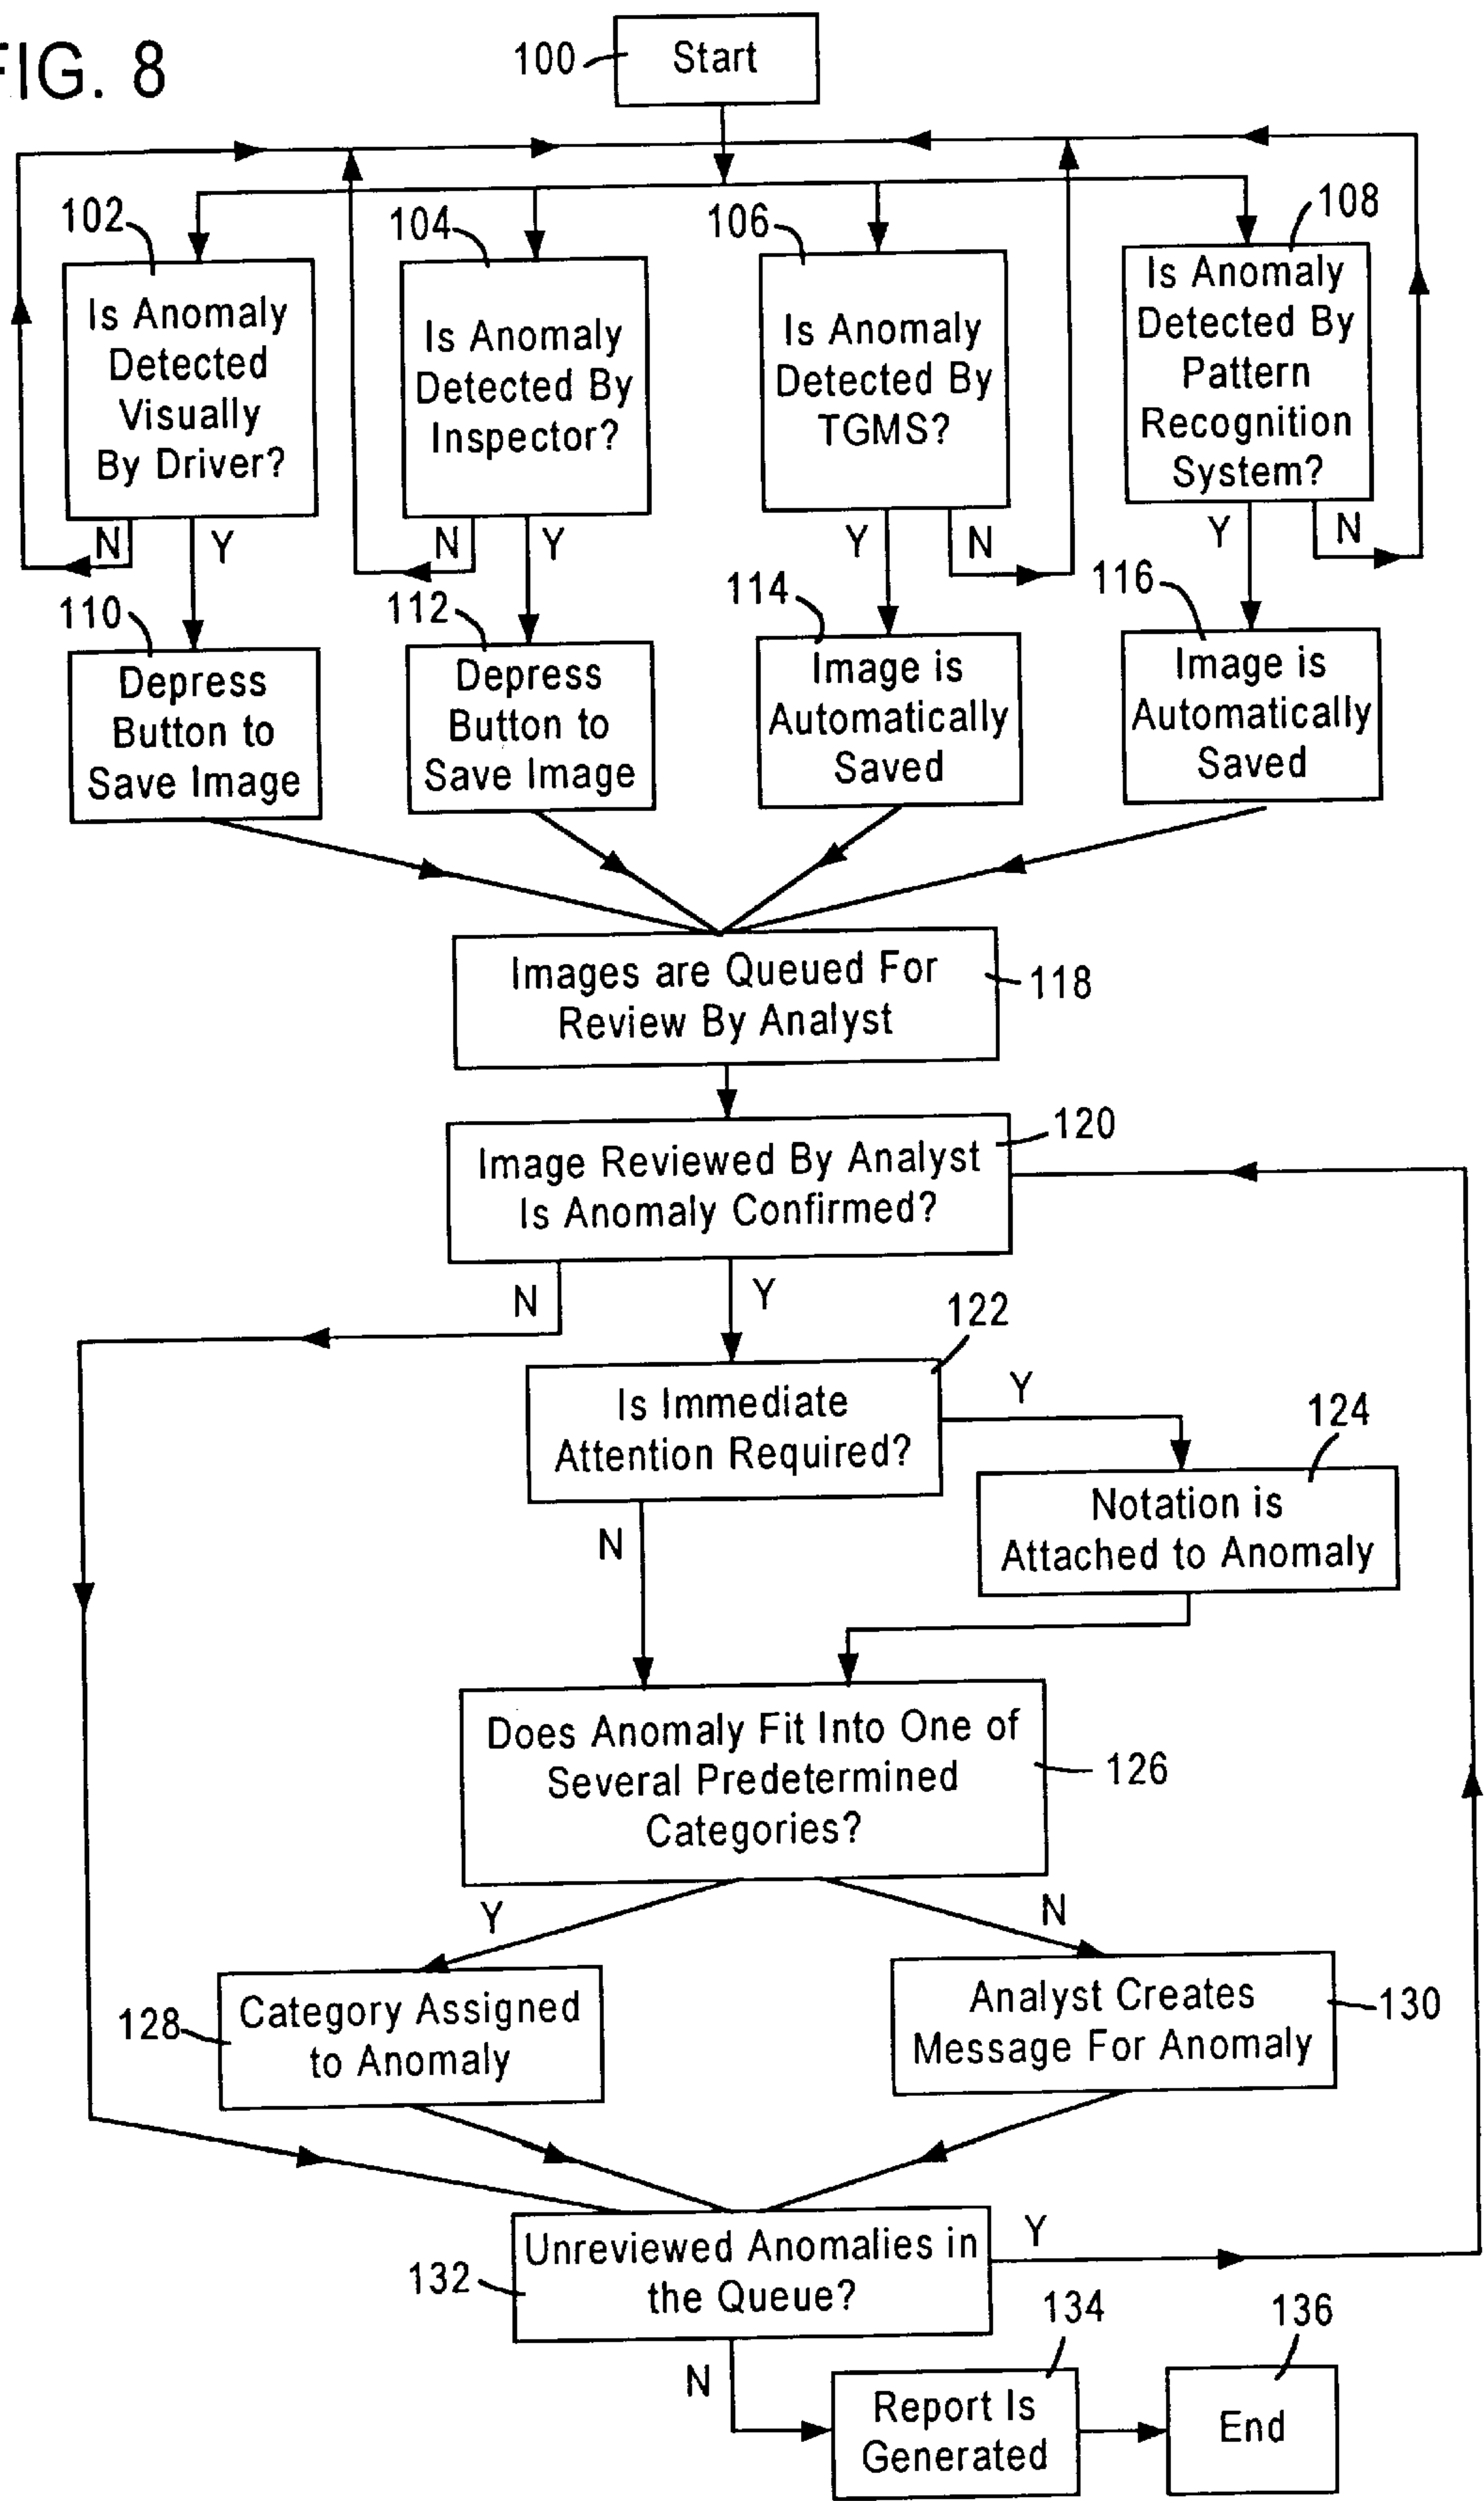 FIG. 8
100
Start
102
104
106
108
Is Anomaly
Detected
Visually
By Driver?
Is Anomaly
Detected By
Inspector?
Is Anomaly
Detected By
TGMS?
Is Anomaly
Detected By
Pattern
Recognition
System?
N
Y
N
Y
Y
N
Y
N
110
112
114
116
Depress
Button to
Save Image
Depress
Button to
Save Image
Image is
Automatically
Saved
Image is
Automatically
Saved
Images are Queued For
Review By Analyst
118
120
Image Reviewed By Analyst
Is Anomaly Confirmed?
N
Y
122
Is Immediate
Attention Required?
Y
124
N
Notation is
Attached to Anomaly
Does Anomaly Fit Into One of
Several Predetermined
Categories?
126
Y
N
128
Category Assigned
to Anomaly
Analyst Creates
Message For Anomaly
130
132
Unreviewed Anomalies in
the Queue?
Y
134
136
N
Report Is
Generated
End